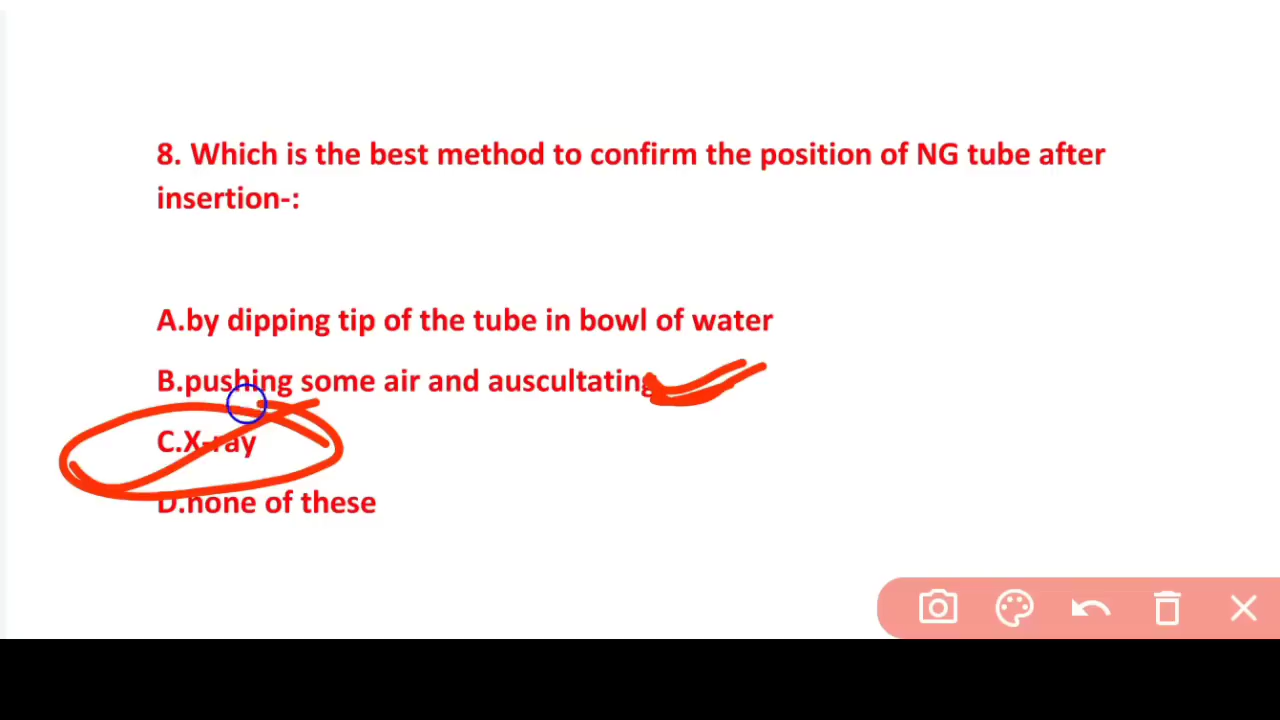 8. Which is the best method to confirm the position of NG tube after
insertion-:
A.by dipping tip of the tube in bowl of water
B.pushing some air and auscultating
C.X-ray
D.none of these